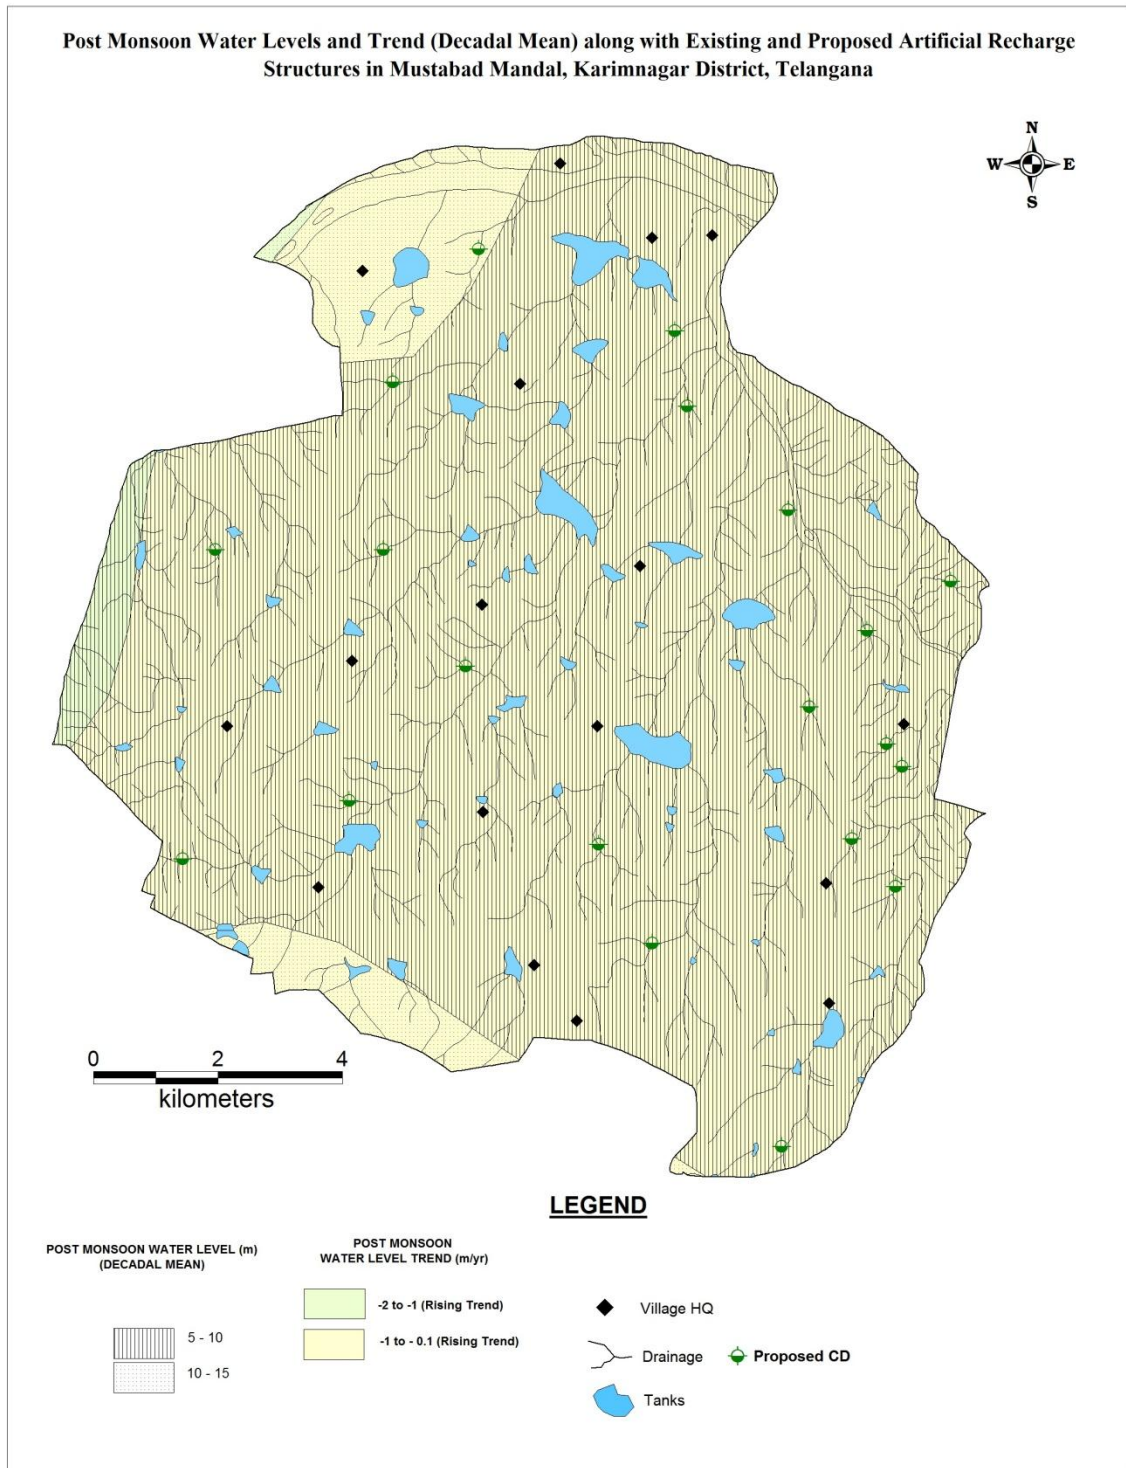 Post Monsoon Water Levels and Trend (Decadal Mean) along with Existing and Proposed Artificial Recharge
Structures in Mustabad Mandal, Karimnagar District, Telangana
N
W E
S
0 2 4
kilometers
LEGEND
POST MONSOON WATER LEVEL (m)
(DECADAL MEAN)
5 - 10
10 - 15
POST MONSOON
WATER LEVEL TREND (m/yr)
-2 to -1 (Rising Trend)
-1 to - 0.1 (Rising Trend)
Village HQ
Drainage
Proposed CD
Tanks